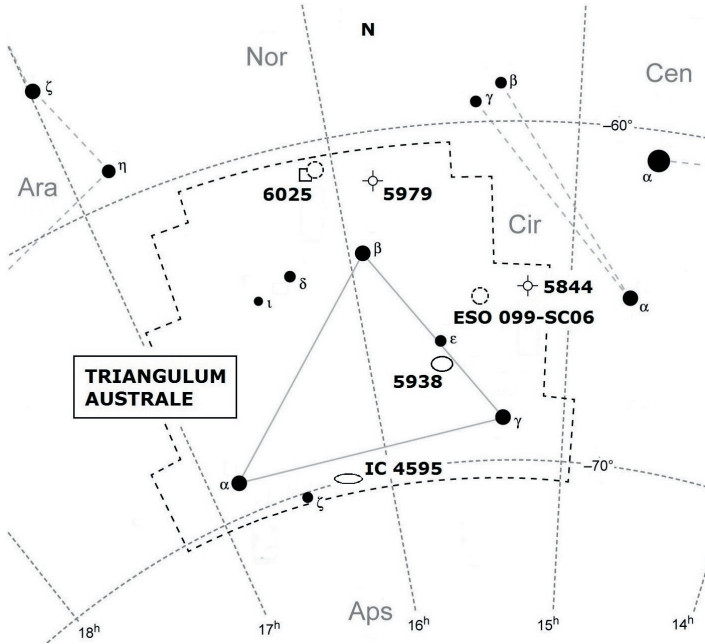 N
Nor
Cen
ζ
β
γ
–60°
η
α
Ara
6025
5979
Cir
β
δ
ι
5844
α
ESO 099-SC06
ε
TRIANGULUM
AUSTRALE
5938
γ
IC 4595
–70°
α
ζ
Aps
18h
17h
16h
15h
14h